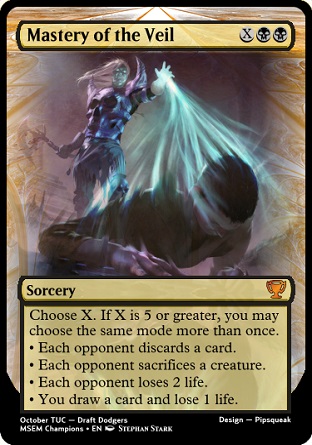 Mastery of the Veil X
Sorcery
Choose X. If X is 5 or greater, you may
choose the same mode more than once.
• Each opponent discards a card.
• Each opponent sacrifices a creature.
• Each opponent loses 2 life.
• You draw a card and lose 1 life.
October TUC — Draft Dodgers Design — Pipsqueak
MSEM Champions • EN Stephan Stark